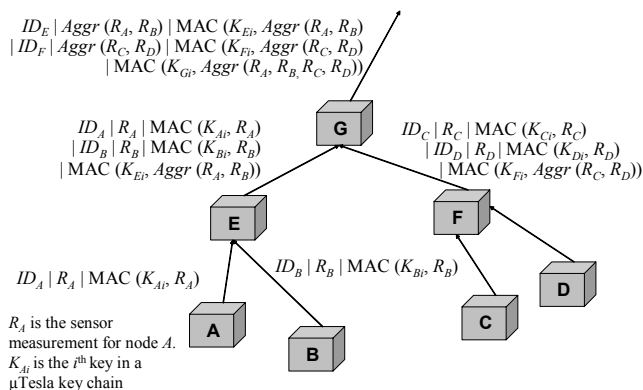 ID_E | Aggr (R_A, R_B) | MAC (K_Ei, Aggr (R_A, R_B)
| ID_F | Aggr (R_C, R_D) | MAC (K_Fi, Aggr (R_C, R_D)
| MAC (K_Gi, Aggr (R_A, R_B, R_C, R_D))
G
ID_A | R_A | MAC (K_Ai, R_A)
| ID_B | R_B | MAC (K_Bi, R_B)
| MAC (K_Ei, Aggr (R_A, R_B))
ID_C | R_C | MAC (K_Ci, R_C)
| ID_D | R_D | MAC (K_Di, R_D)
| MAC (K_Fi, Aggr (R_C, R_D))
E
F
ID_A | R_A | MAC (K_Ai, R_A)
ID_B | R_B | MAC (K_Bi, R_B)
A
B
C
D
R_A is the sensor
measurement for node A.
K_Ai is the i^th key in a
µTesla key chain